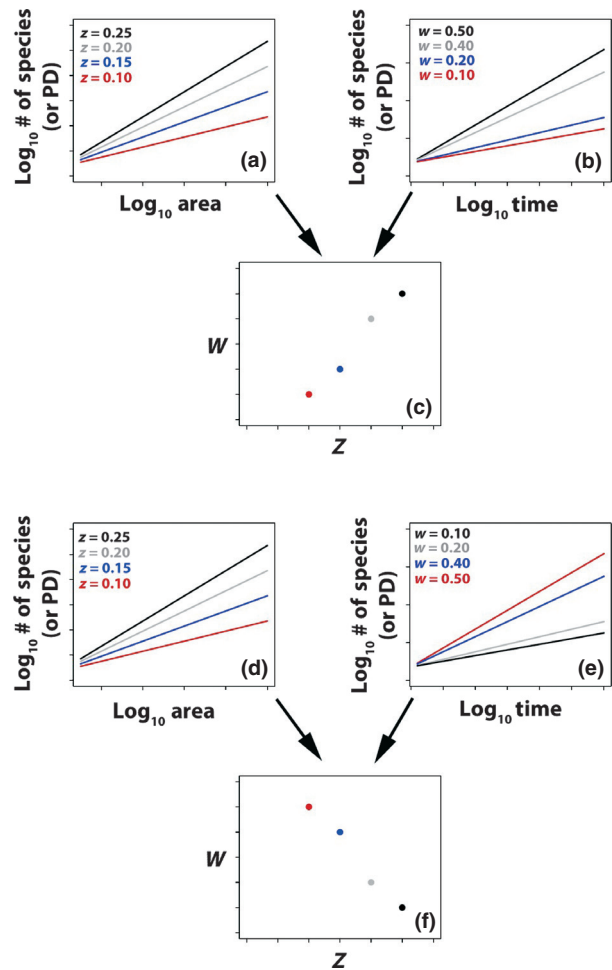 z = 0.25
z = 0.20
z = 0.15
z = 0.10
Log10 # of species
(or PD)
(a)
Log10 area
w = 0.50
w = 0.40
w = 0.20
w = 0.10
Log10 # of species
(or PD)
(b)
Log10 time
W
(c)
Z
z = 0.25
z = 0.20
z = 0.15
z = 0.10
Log10 # of species
(or PD)
(d)
Log10 area
w = 0.10
w = 0.20
w = 0.40
w = 0.50
Log10 # of species
(or PD)
(e)
Log10 time
W
(f)
Z